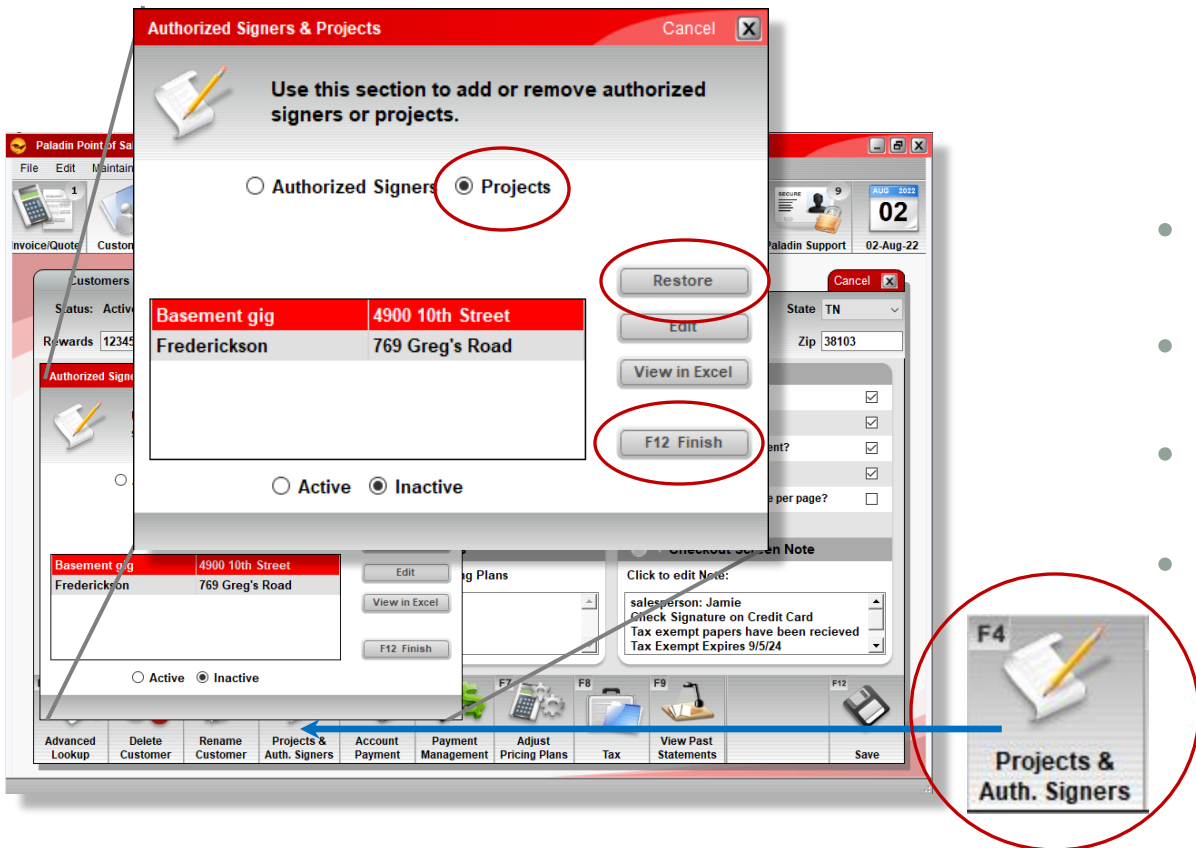 Authorized Signers & Projects Cancel X
Use this section to add or remove authorized
signers or projects.
Authorized Signers Projects
Restore
Edit
View in Excel
F12 Finish
Basement gig 4900 10th Street
Frederickson 769 Greg's Road
Active Inactive
Paladin Point of Sa
File Edit Maintain
1
9
SECURE
AUG 2022
02
nvoice/Quote Custom
Paladin Support 02-Aug-22
Customers
Cancel X
Status: Active
State TN
Rewards 12345
Zip 38103
Authorized Signe
ent?
e per page?
Checkout Screen Note
ng Plans
Click to edit Note:
salesperson: Jamie
Check Signature on Credit Card
Tax exempt papers have been recieved
Tax Exempt Expires 9/5/24
Basement gig 4900 10th Street
Frederickson 769 Greg's Road
Edit
View in Excel
F12 Finish
Active Inactive
F7 F8 F9 F12
Advanced
Lookup
Delete
Customer
Rename
Customer
Projects &
Auth. Signers
Account
Payment
Payment
Management
Adjust
Pricing Plans
Tax
View Past
Statements
Save
F4
Projects &
Auth. Signers